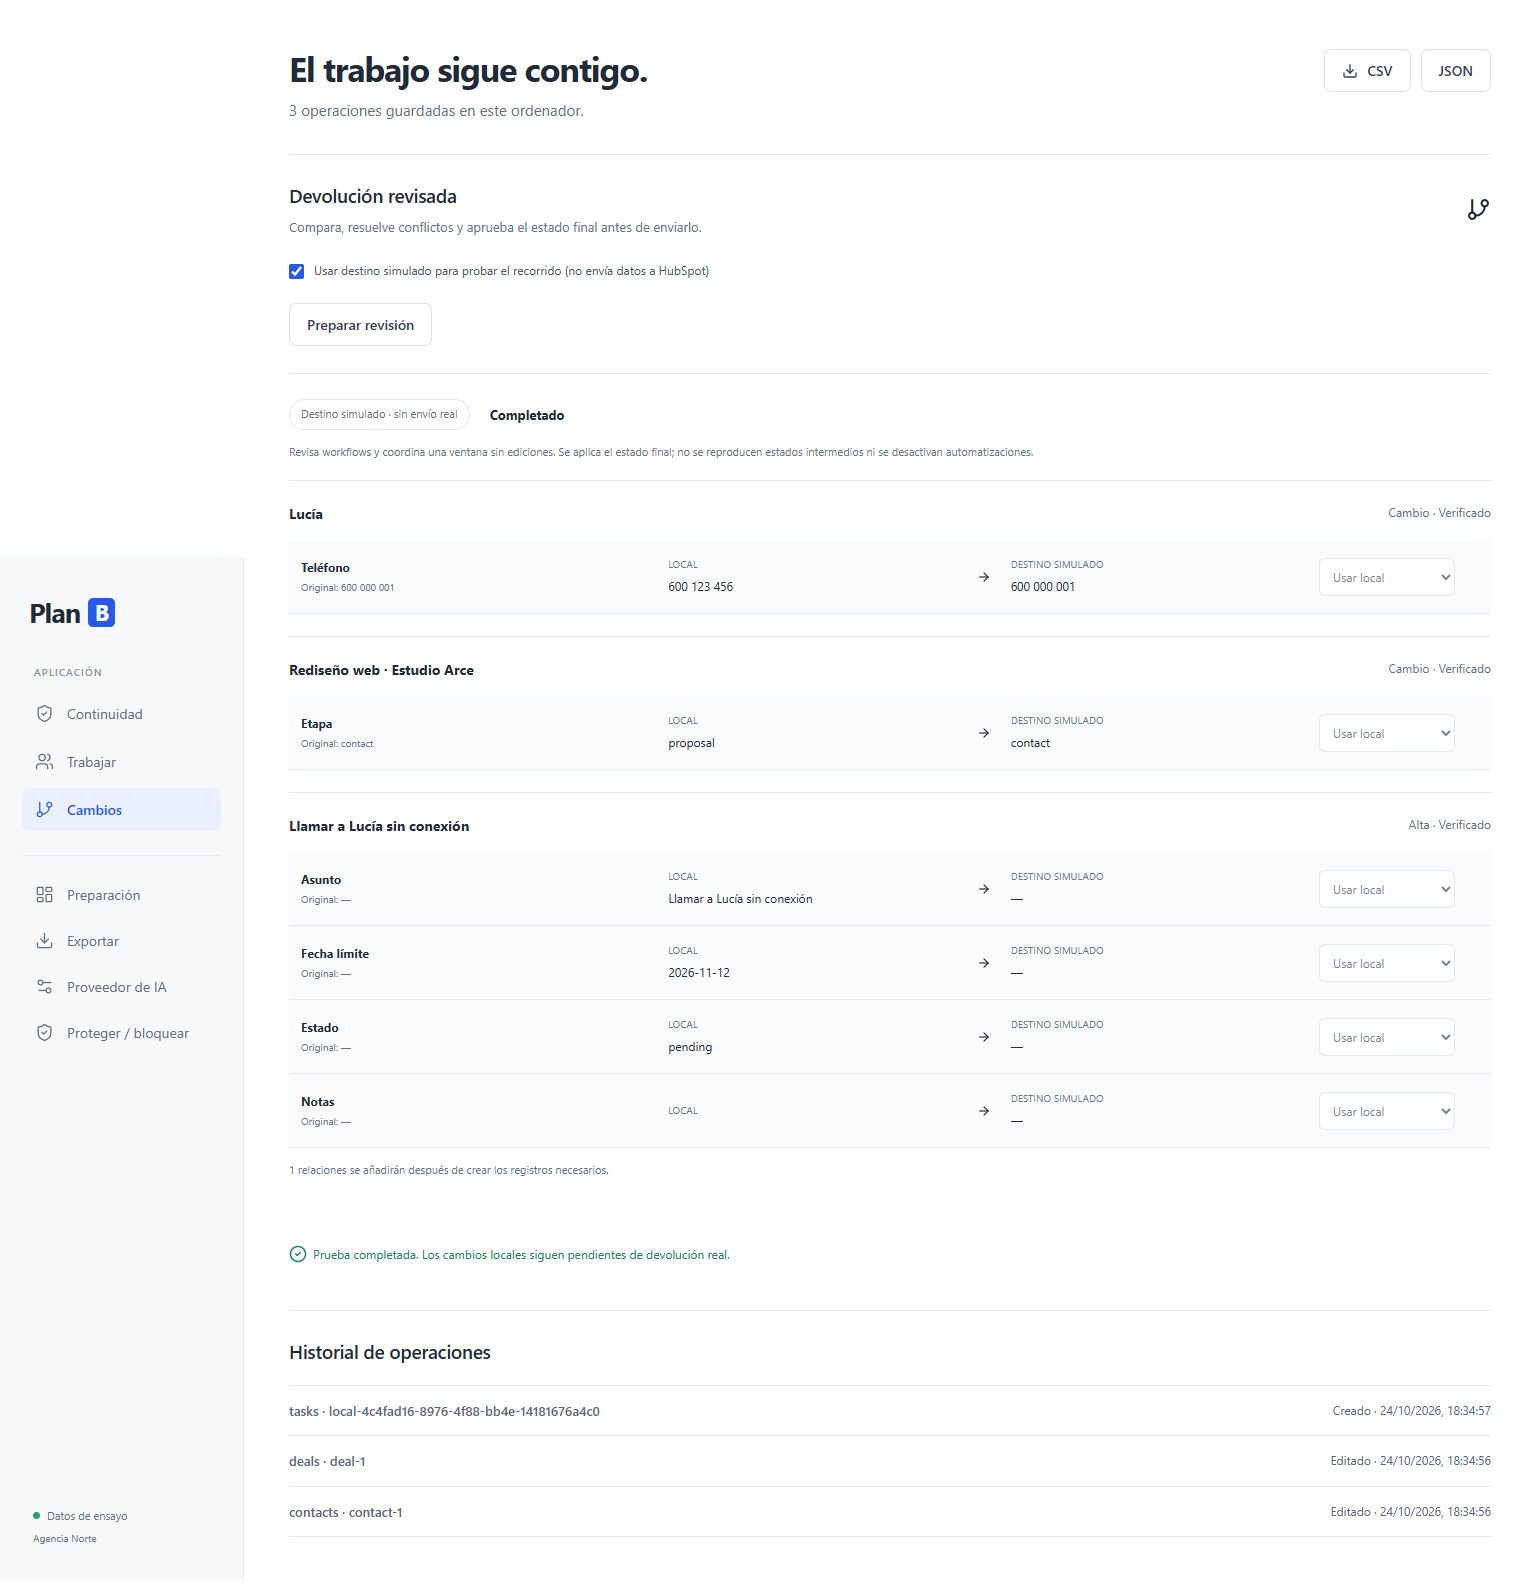 Plan B
APLICACIÓN
Continuidad
Trabajar
Cambios
Preparación
Exportar
Proveedor de IA
Proteger / bloquear
Datos de ensayo
Agencia Norte
El trabajo sigue contigo.
3 operaciones guardadas en este ordenador.
CSV
JSON
Devolución revisada
Compara, resuelve conflictos y aprueba el estado final antes de enviarlo.
Usar destino simulado para probar el recorrido (no envía datos a HubSpot)
Preparar revisión
Destino simulado · sin envío real
Completado
Revisa workflows y coordina una ventana sin ediciones. Se aplica el estado final; no se reproducen estados intermedios ni se desactivan automatizaciones.
Lucía
Cambio · Verificado
Teléfono
Original: 600 000 001
LOCAL
600 123 456
DESTINO SIMULADO
600 000 001
Usar local
Rediseño web · Estudio Arce
Cambio · Verificado
Etapa
Original: contact
LOCAL
proposal
DESTINO SIMULADO
contact
Usar local
Llamar a Lucía sin conexión
Alta · Verificado
Asunto
Original: —
LOCAL
Llamar a Lucía sin conexión
DESTINO SIMULADO
—
Usar local
Fecha límite
Original: —
LOCAL
2026-11-12
DESTINO SIMULADO
—
Usar local
Estado
Original: —
LOCAL
pending
DESTINO SIMULADO
—
Usar local
Notas
Original: —
LOCAL
DESTINO SIMULADO
—
Usar local
1 relaciones se añadirán después de crear los registros necesarios.
Prueba completada. Los cambios locales siguen pendientes de devolución real.
Historial de operaciones
tasks · local-4c4fad16-8976-4f88-bb4e-14181676a4c0
Creado · 24/10/2026, 18:34:57
deals · deal-1
Editado · 24/10/2026, 18:34:56
contacts · contact-1
Editado · 24/10/2026, 18:34:56